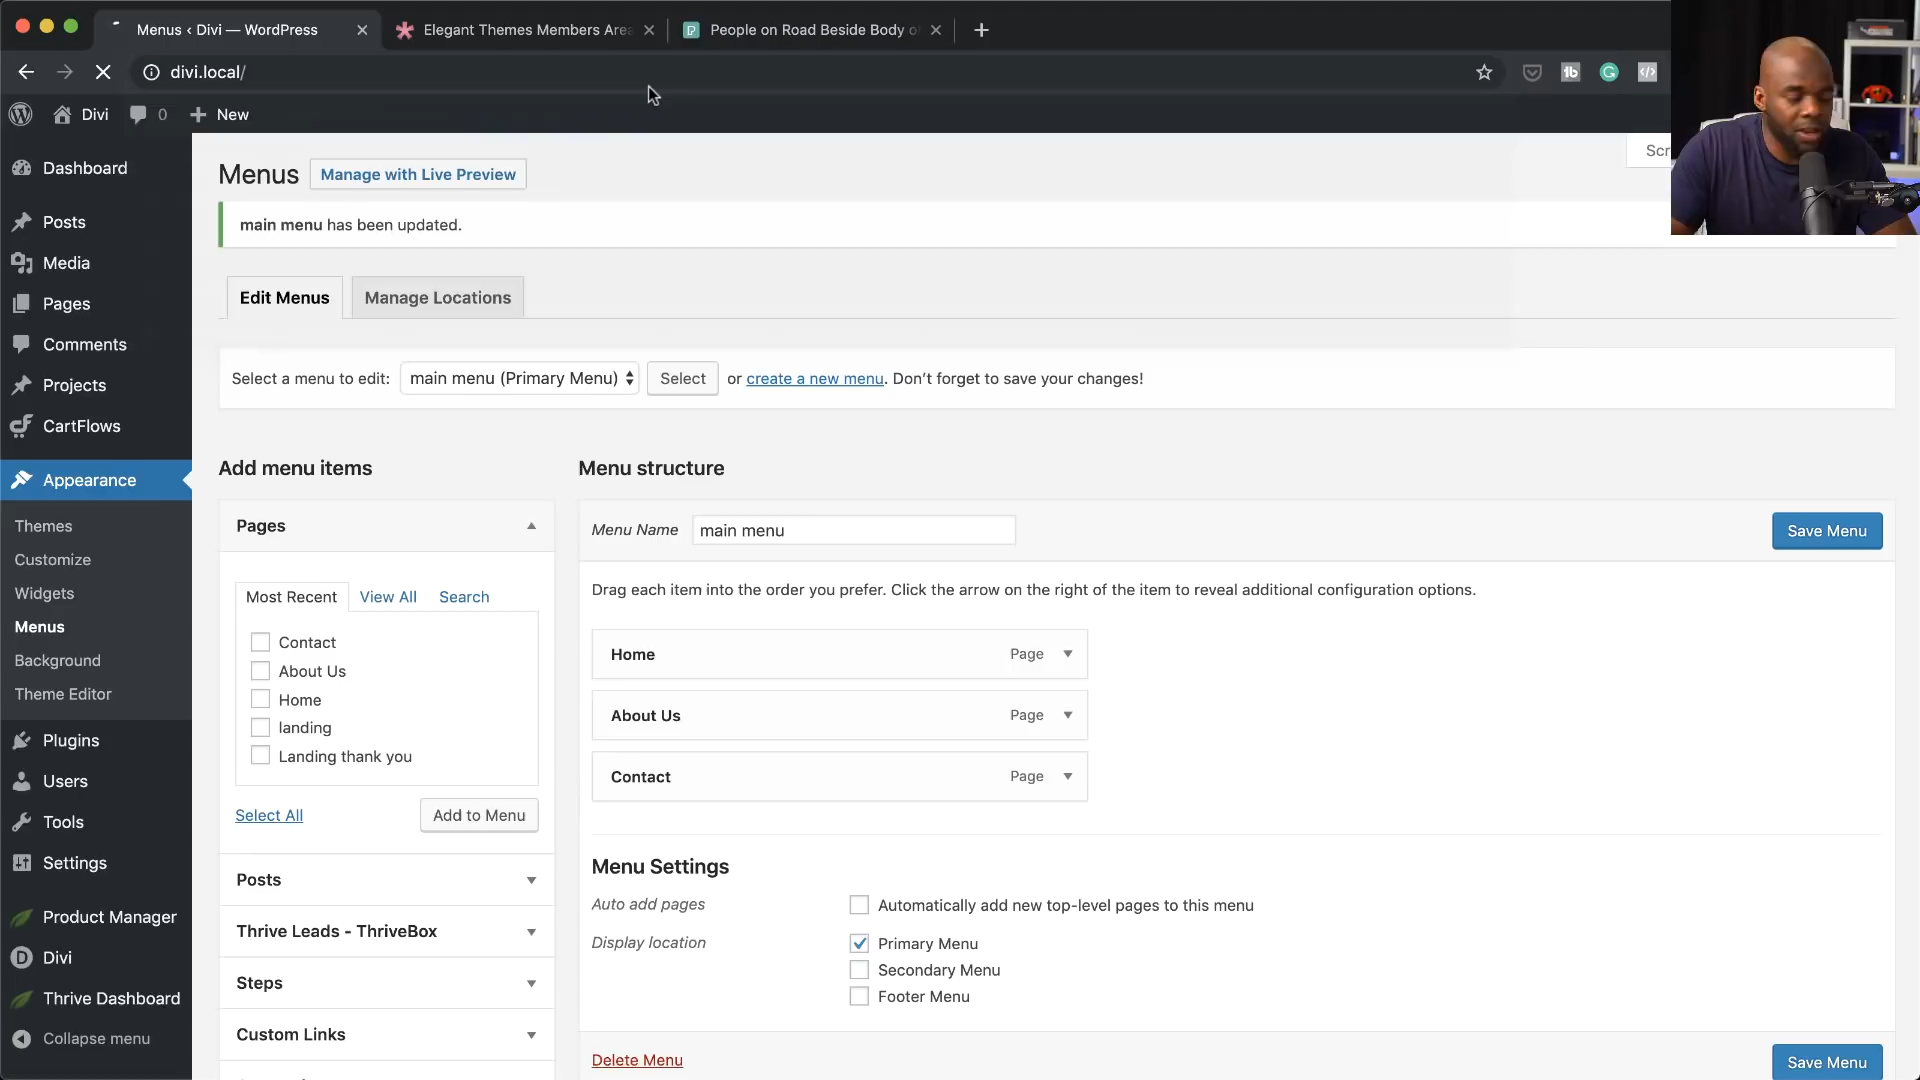 Menus ‹ Divi — WordPress
Elegant Themes Members Area
People on Road Beside Body o
divi.local/
Divi
0
New
Dashboard
Posts
Media
Pages
Comments
Projects
CartFlows
Appearance
Themes
Customize
Widgets
Menus
Background
Theme Editor
Plugins
Users
Tools
Settings
Product Manager
Divi
Thrive Dashboard
Collapse menu
Menus
Manage with Live Preview
Scr
main menu has been updated.
Edit Menus
Manage Locations
Select a menu to edit: main menu (Primary Menu) Select or create a new menu. Don’t forget to save your changes!
Add menu items
Pages
Most Recent View All Search
Contact
About Us
Home
landing
Landing thank you
Select All
Add to Menu
Posts
Thrive Leads - ThriveBox
Steps
Custom Links
Menu structure
Menu Name main menu
Save Menu
Drag each item into the order you prefer. Click the arrow on the right of the item to reveal additional configuration options.
Home Page
About Us Page
Contact Page
Menu Settings
Auto add pages
Automatically add new top-level pages to this menu
Display location
Primary Menu
Secondary Menu
Footer Menu
Delete Menu
Save Menu